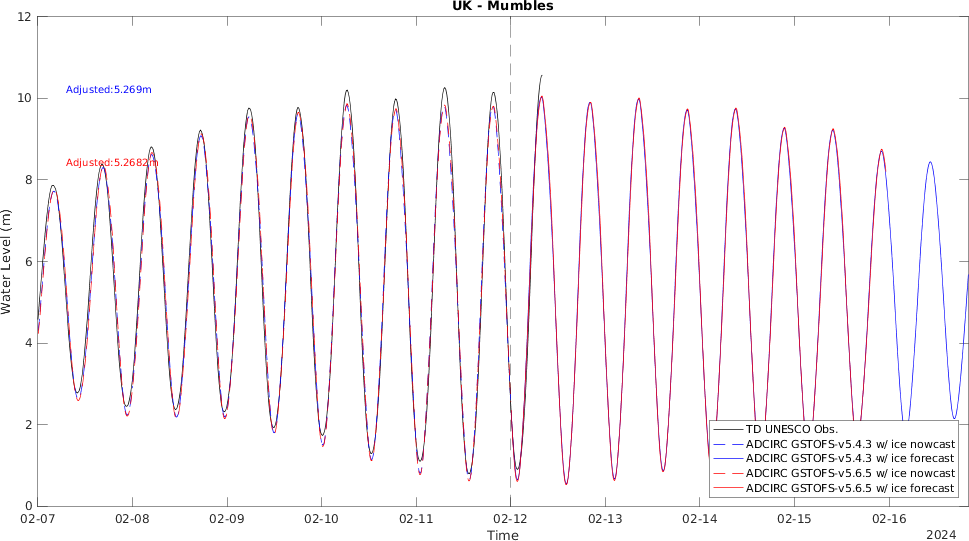 UK - Mumbles
12
10
8
6
4
2
0
Water Level (m)
Adjusted:5.269m
Adjusted:5.2682m
TD UNESCO Obs.
ADCIRC GSTOFS-v5.4.3 w/ ice nowcast
ADCIRC GSTOFS-v5.4.3 w/ ice forecast
ADCIRC GSTOFS-v5.6.5 w/ ice nowcast
ADCIRC GSTOFS-v5.6.5 w/ ice forecast
02-07 02-08 02-09 02-10 02-11 02-12 02-13 02-14 02-15 02-16
Time
2024